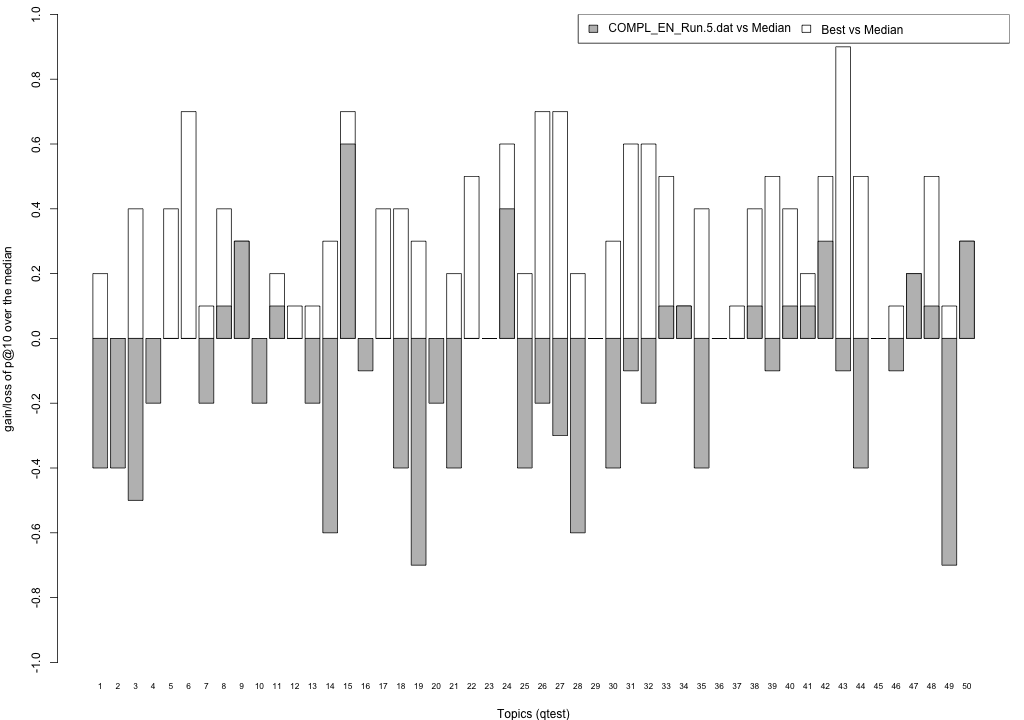 COMPL_EN_Run.5.dat vs Median Best vs Median
gain/loss of p@10 over the median
1.0
0.8
0.6
0.4
0.2
0.0
-0.2
-0.4
-0.6
-0.8
-1.0
1 2 3 4 5 6 7 8 9 10 11 12 13 14 15 16 17 18 19 20 21 22 23 24 25 26 27 28 29 30 31 32 33 34 35 36 37 38 39 40 41 42 43 44 45 46 47 48 49 50
Topics (qtest)